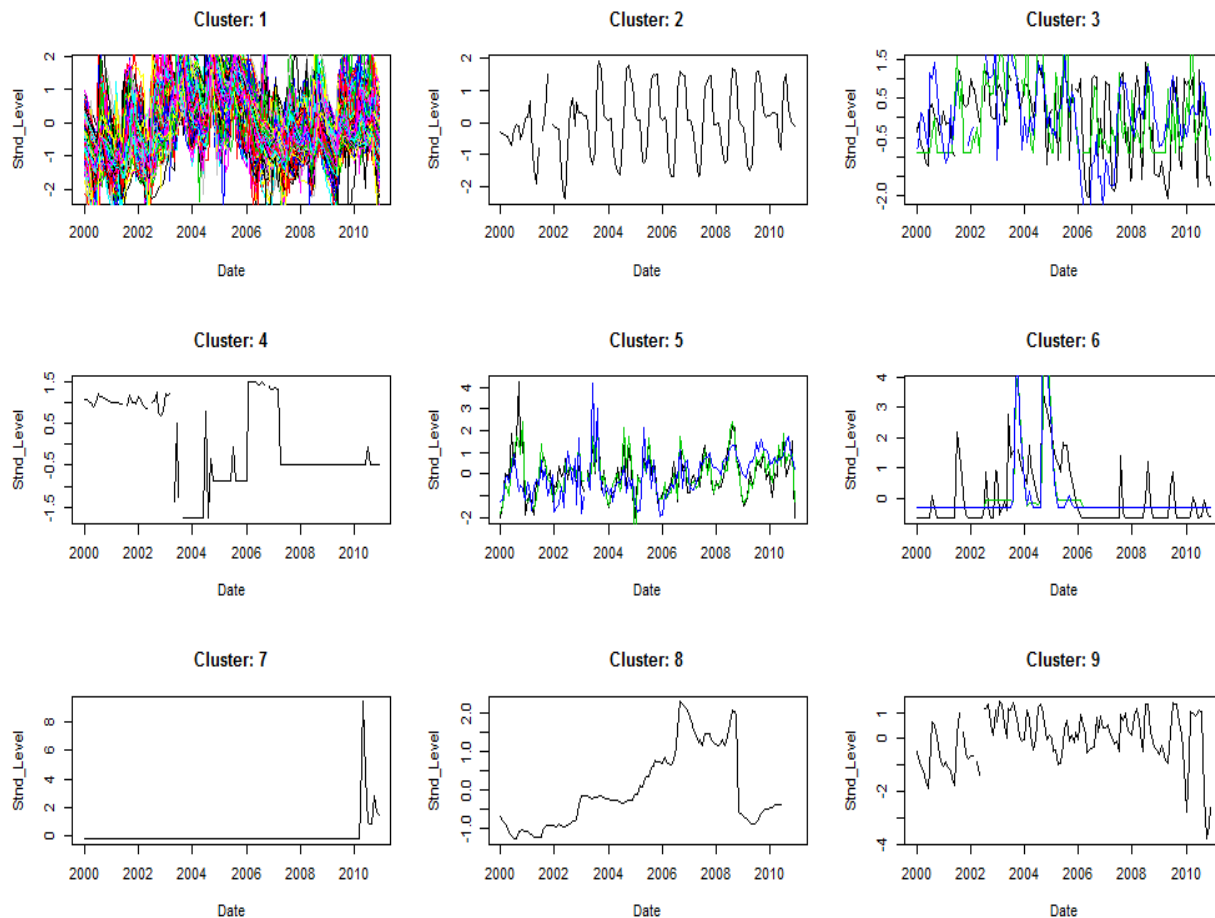 Cluster: 1
Stnd_Level
2
1
0
-1
-2
2000 2002 2004 2006 2008 2010
Date
Cluster: 2
Stnd_Level
2
1
0
-1
-2
2000 2002 2004 2006 2008 2010
Date
Cluster: 3
Stnd_Level
1.5
0.5
-0.5
-2.0
2000 2002 2004 2006 2008 2010
Date
Cluster: 4
Stnd_Level
1.5
0.5
-0.5
-1.5
2000 2002 2004 2006 2008 2010
Date
Cluster: 5
Stnd_Level
4
3
2
1
0
-2
2000 2002 2004 2006 2008 2010
Date
Cluster: 6
Stnd_Level
4
3
2
1
0
2000 2002 2004 2006 2008 2010
Date
Cluster: 7
Stnd_Level
8
6
4
2
0
2000 2002 2004 2006 2008 2010
Date
Cluster: 8
Stnd_Level
2.0
1.0
0.0
-1.0
2000 2002 2004 2006 2008 2010
Date
Cluster: 9
Stnd_Level
1
0
-2
-4
2000 2002 2004 2006 2008 2010
Date